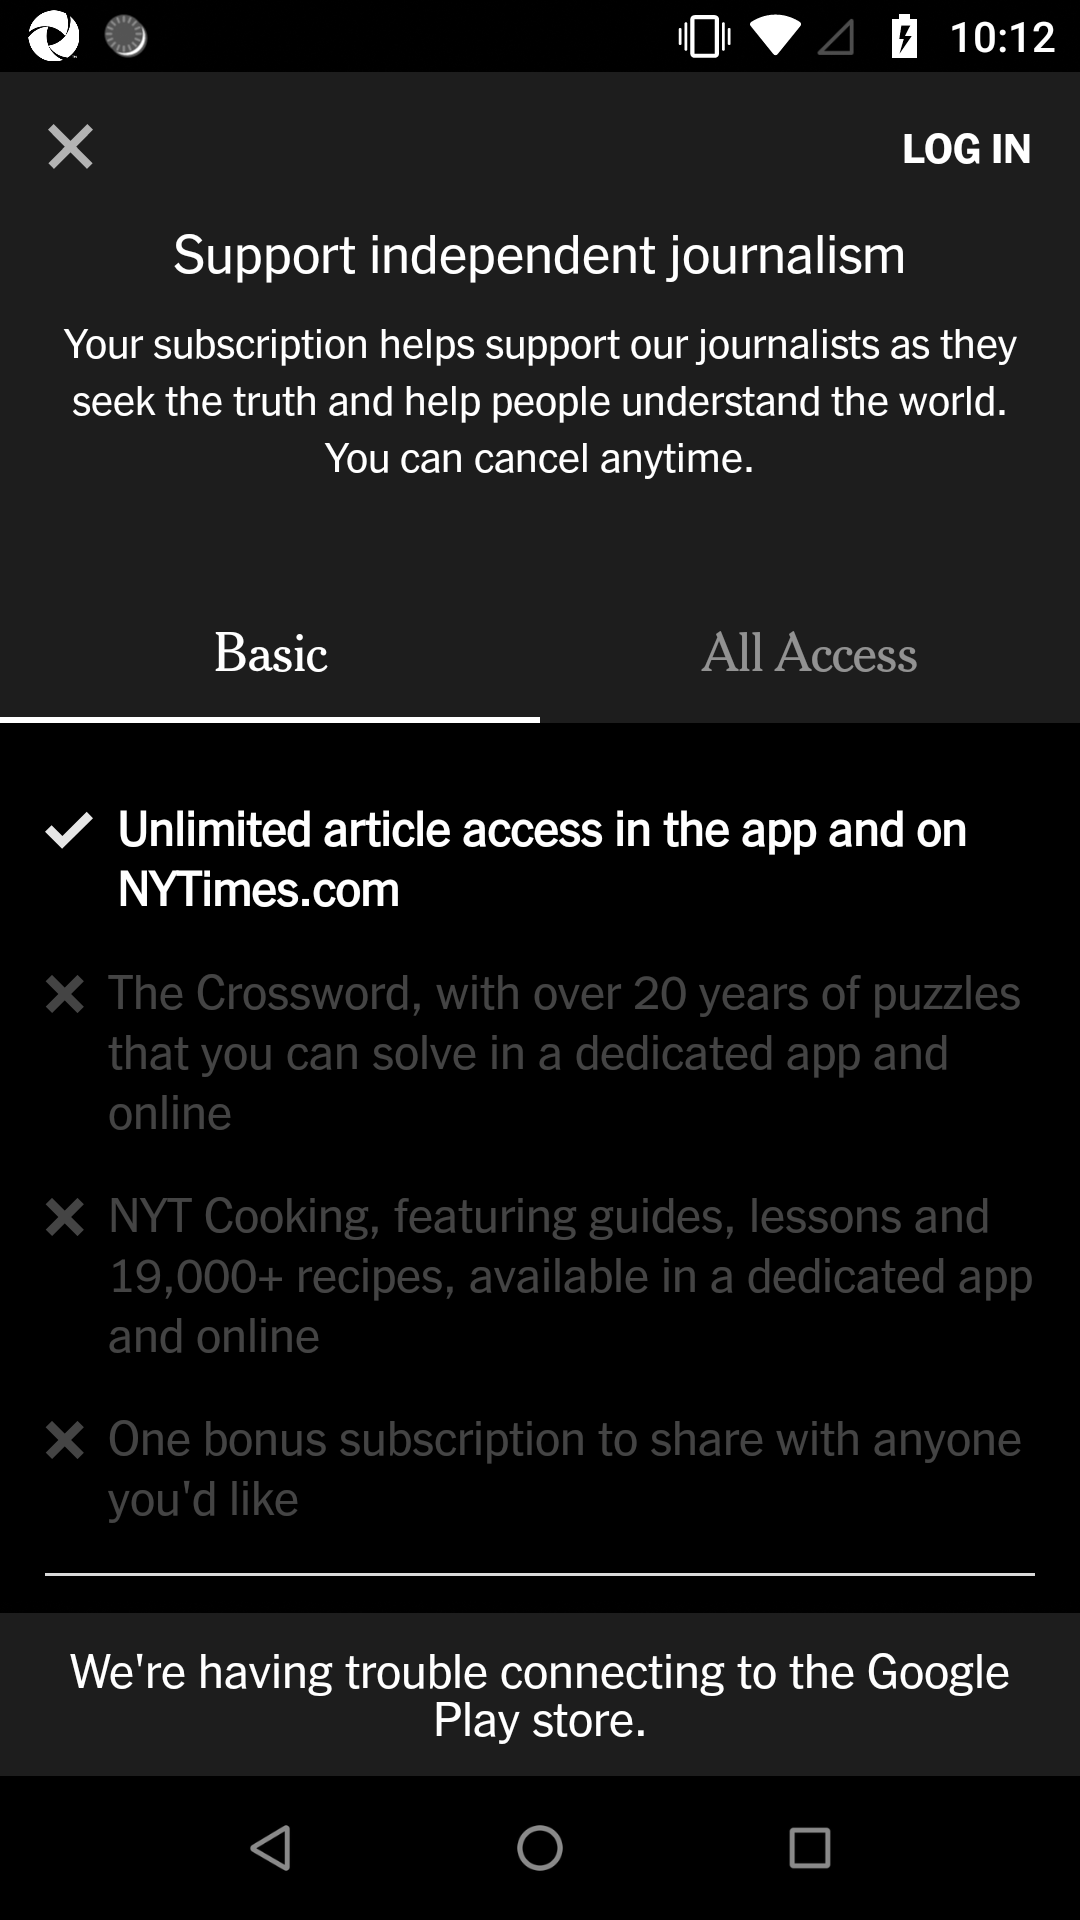 10:12
LOG IN
Support independent journalism
Your subscription helps support our journalists as they
seek the truth and help people understand the world.
You can cancel anytime.
Basic
All Access
Unlimited article access in the app and on
NYTimes.com
The Crossword, with over 20 years of puzzles
that you can solve in a dedicated app and
online
NYT Cooking, featuring guides, lessons and
19,000+ recipes, available in a dedicated app
and online
One bonus subscription to share with anyone
you'd like
We're having trouble connecting to the Google
Play store.